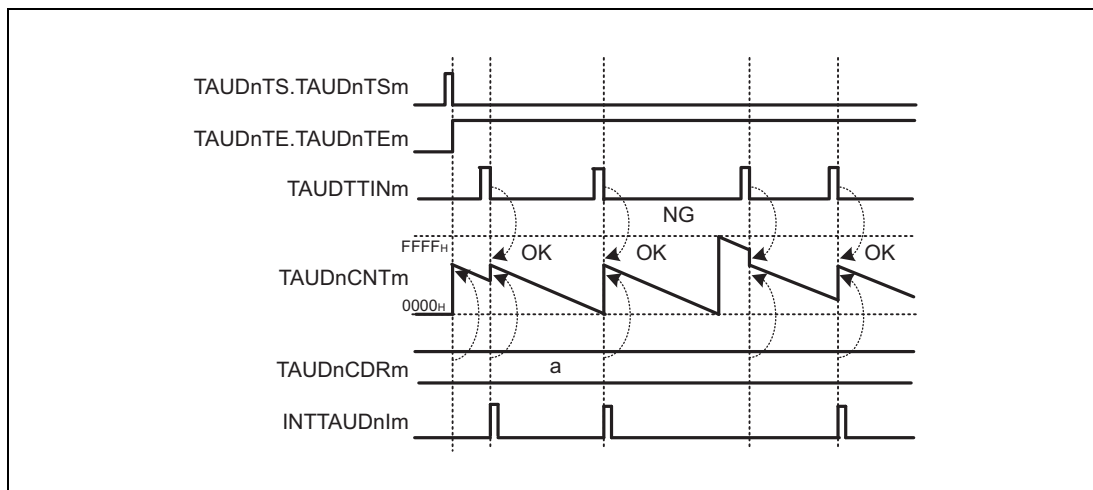 TAUDnTS.TAUDnTSm
TAUDnTE.TAUDnTEm
TAUDTTINm
NG
FFFFH
OK
OK
OK
TAUDnCNTm
0000H
TAUDnCDRm
a
INTTAUDnIm